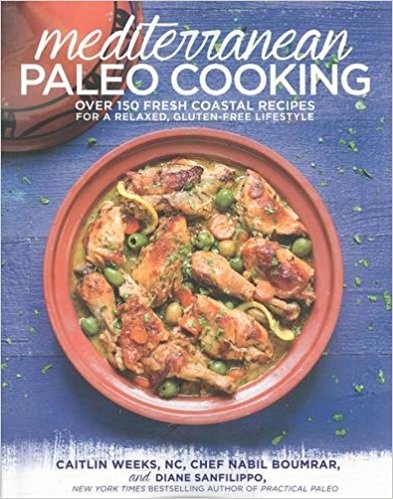 mediterranean
PALEO COOKING
OVER 150 FRESH COASTAL RECIPES
FOR A RELAXED, GLUTEN-FREE LIFESTYLE
CAITLIN WEEKS, NC, CHEF NABIL BOUMRAR,
and DIANE SANFILIPPO,
NEW YORK TIMES BESTSELLING AUTHOR OF PRACTICAL PALEO